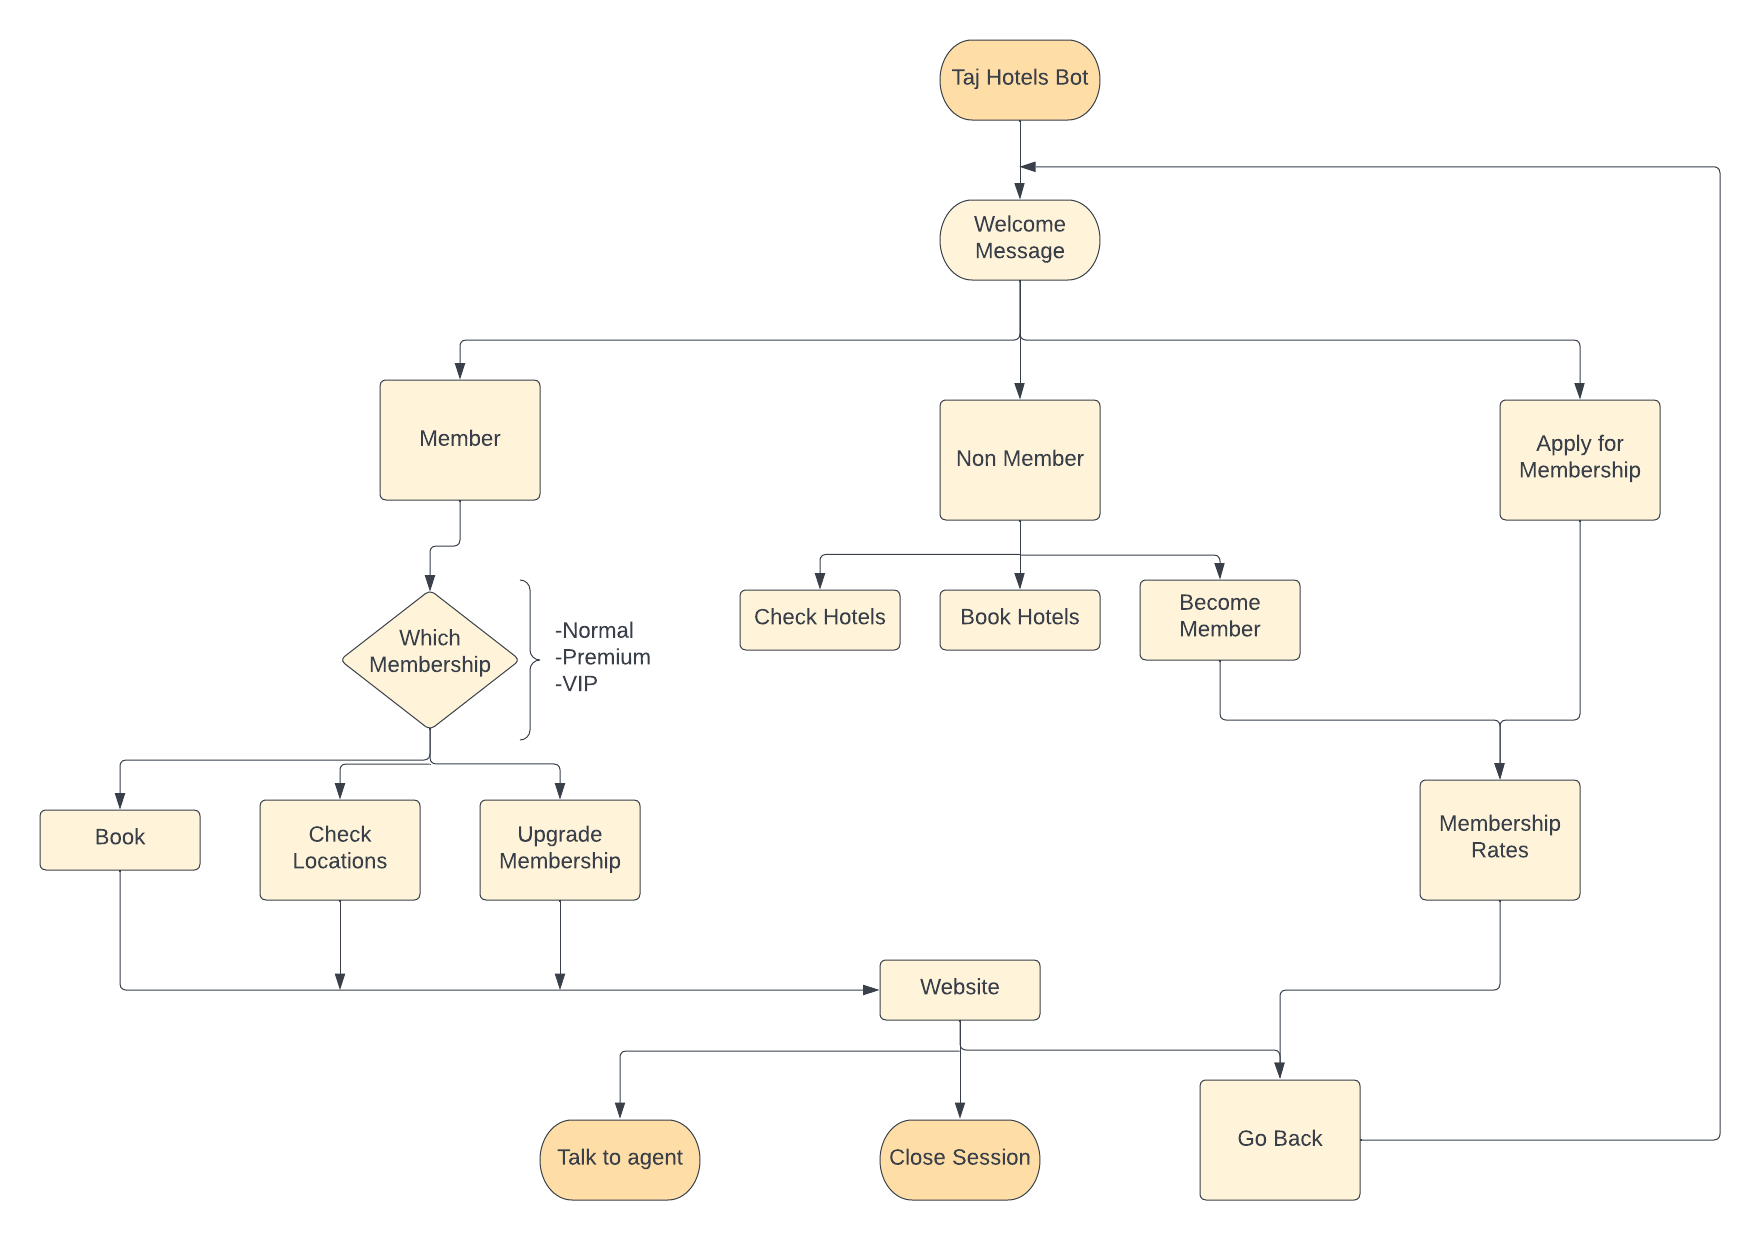 Taj Hotels Bot
Welcome
Message
Member
Non Member
Apply for
Membership
Which
Membership
-Normal
-Premium
-VIP
Check Hotels
Book Hotels
Become
Member
Book
Check
Locations
Upgrade
Membership
Membership
Rates
Website
Talk to agent
Close Session
Go Back